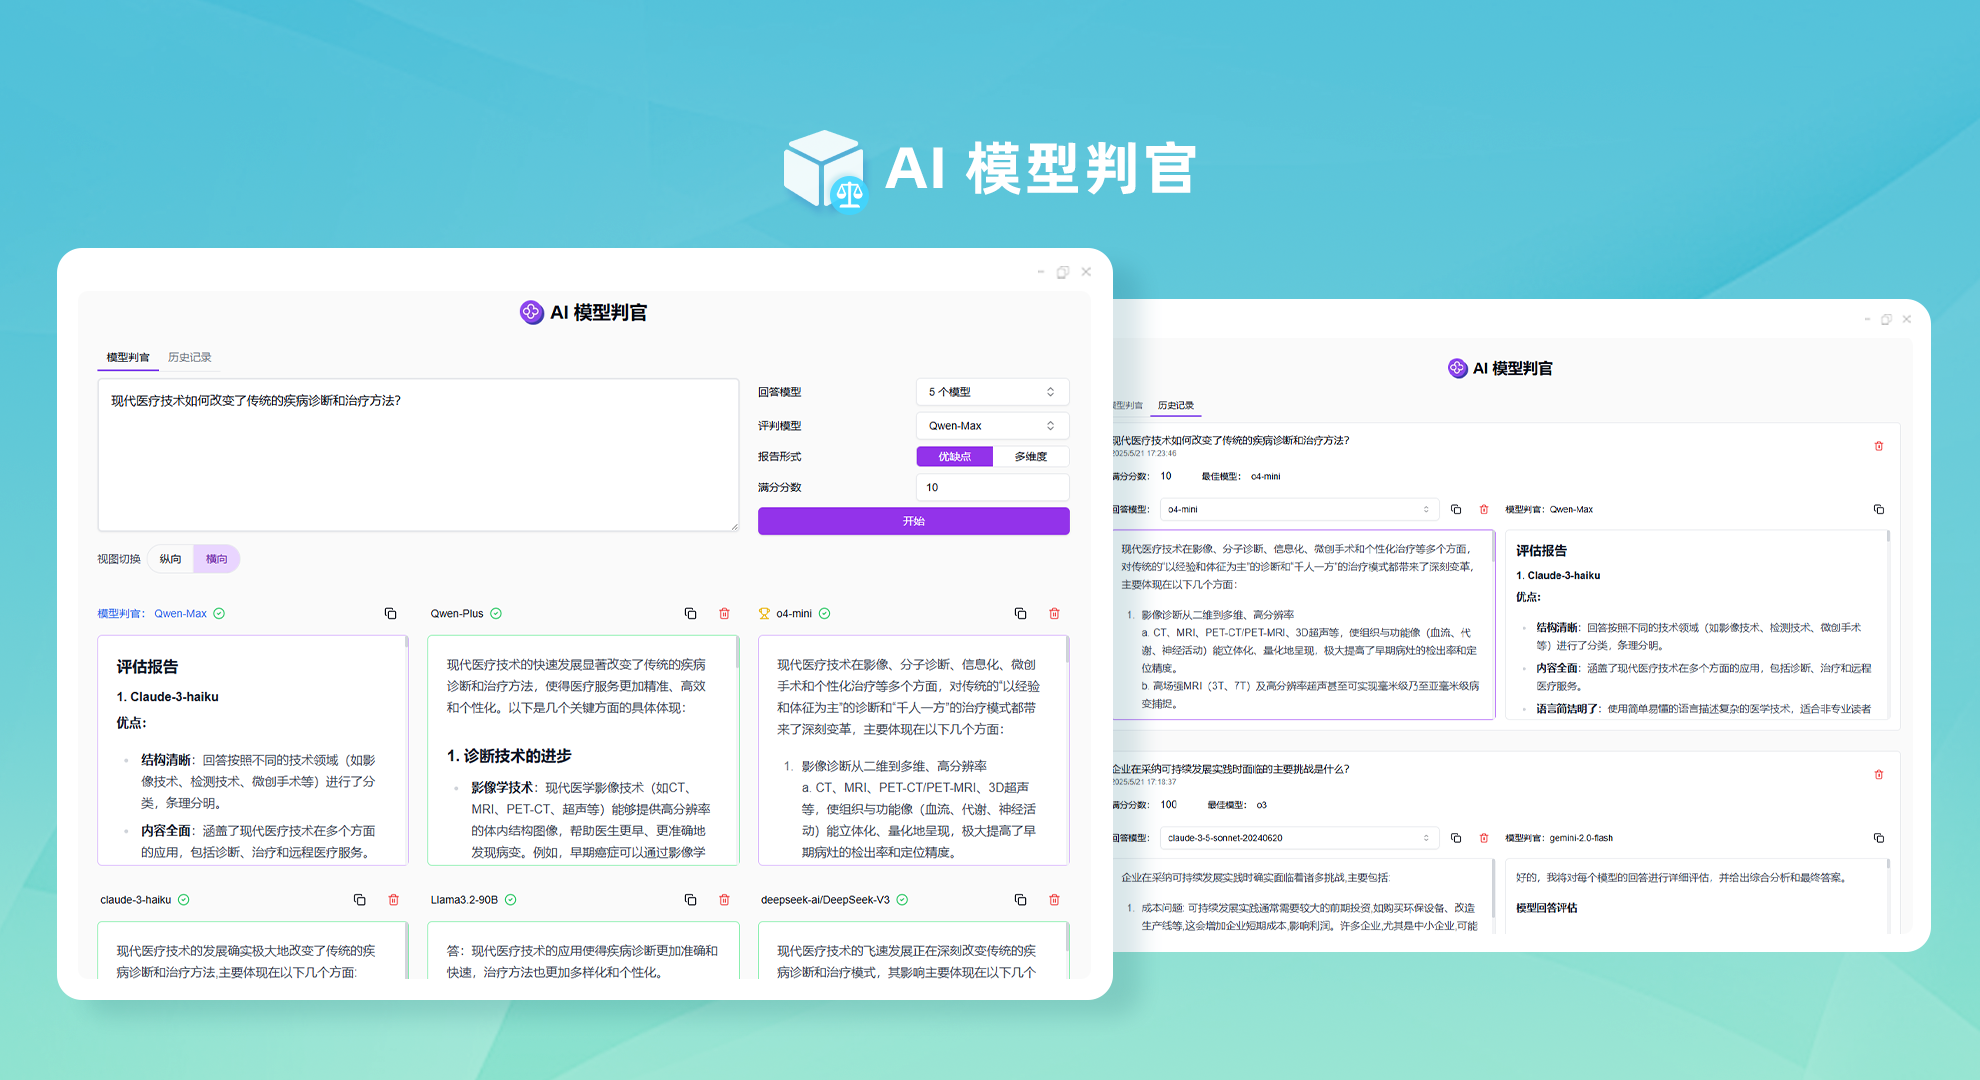 AI 模型判官
AI 模型判官
模型判官 历史记录
现代医疗技术如何改变了传统的疾病诊断和治疗方法？
回答模型 5 个模型
评判模型 Qwen-Max
报告形式 优缺点 多维度
满分分数 10
开始
视图切换 纵向 横向
模型判官： Qwen-Max
评估报告
1. Claude-3-haiku
优点：
结构清晰：回答按照不同的技术领域（如影
像技术、检测技术、微创手术等）进行了分
类，条理分明。
内容全面：涵盖了现代医疗技术在多个方面
的应用，包括诊断、治疗和远程医疗服务。
Qwen-Plus
现代医疗技术的快速发展显著改变了传统的疾病
诊断和治疗方法，使得医疗服务更加精准、高效
和个性化。以下是几个关键方面的具体体现：
1. 诊断技术的进步
影像学技术：现代医学影像技术（如CT、
MRI、PET-CT、超声等）能够提供高分辨率
的体内结构图像，帮助医生更早、更准确地
发现病变。例如，早期癌症可以通过影像学
o4-mini
现代医疗技术在影像、分子诊断、信息化、微创
手术和个性化治疗等多个方面，对传统的“以经验
和体征为主”的诊断和“千人一方”的治疗模式都带
来了深刻变革，主要体现在以下几个方面：
1. 影像诊断从二维到多维、高分辨率
a. CT、MRI、PET-CT/PET-MRI、3D超声
等，使组织与功能像（血流、代谢、神经活
动）能立体化、量化地呈现，极大提高了早
期病灶的检出率和定位精度。
claude-3-haiku
现代医疗技术的发展确实极大地改变了传统的疾
病诊断和治疗方法,主要体现在以下几个方面:
Llama3.2-90B
答：现代医疗技术的应用使得疾病诊断更加准确和
快速，治疗方法也更加多样化和个性化。
deepseek-ai/DeepSeek-V3
现代医疗技术的飞速发展正在深刻改变传统的疾
病诊断和治疗模式，其影响主要体现在以下几个
AI 模型判官
型判官 历史记录
现代医疗技术如何改变了传统的疾病诊断和治疗方法？
2025/5/21 17:23:46
满分分数： 10 最佳模型： o4-mini
回答模型： o4-mini
现代医疗技术在影像、分子诊断、信息化、微创手术和个性化治疗等多个方面，
对传统的“以经验和体征为主”的诊断和“千人一方”的治疗模式都带来了深刻变革，
主要体现在以下几个方面：
1. 影像诊断从二维到多维、高分辨率
a. CT、MRI、PET-CT/PET-MRI、3D超声等，使组织与功能像（血流、代
谢、神经活动）能立体化、量化地呈现，极大提高了早期病灶的检出率和定
位精度。
b. 高场强MRI（3T、7T）及高分辨率超声甚至可实现毫米级乃至亚毫米级病
变捕捉。
模型判官：Qwen-Max
评估报告
1. Claude-3-haiku
优点：
结构清晰：回答按照不同的技术领域（如影像技术、检测技术、微创手术
等）进行了分类，条理分明。
内容全面：涵盖了现代医疗技术在多个方面的应用，包括诊断、治疗和远程
医疗服务。
语言简洁明了：使用简单易懂的语言描述复杂的医学技术，适合非专业读者
企业在采纳可持续发展实践时面临的主要挑战是什么？
2025/5/21 17:18:37
满分分数： 100 最佳模型： o3
回答模型： claude-3-5-sonnet-20240620
企业在采纳可持续发展实践时确实面临着诸多挑战,主要包括:
1. 成本问题: 可持续发展实践通常需要较大的前期投资,如购买环保设备、改造
生产线等,这会增加企业短期成本,影响利润。许多企业,尤其是中小企业,可能
模型判官：gemini-2.0-flash
好的，我将对每个模型的回答进行详细评估，并给出综合分析和最终答案。
模型回答评估